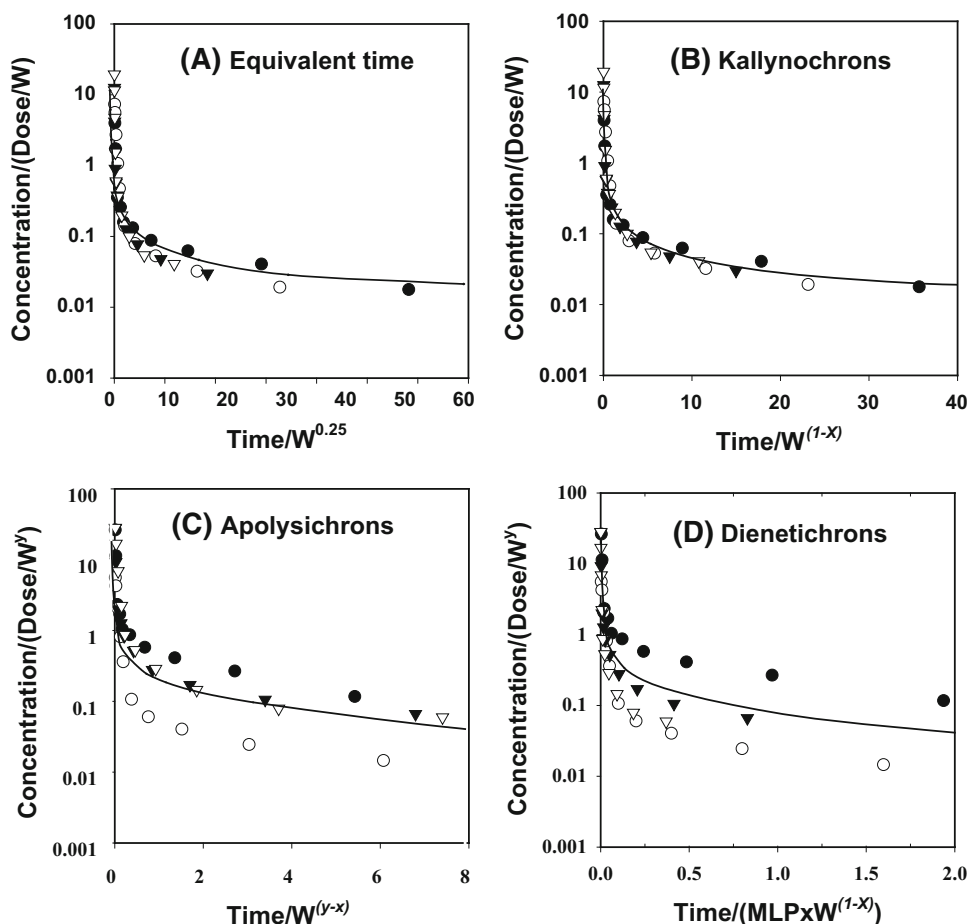 (A) Equivalent time
Concentration/(Dose/W)
100
10
1
0.1
0.01
0.001
0 10 20 30 40 50 60
Time/W^0.25
(B) Kallynochrons
Concentration/(Dose/W)
100
10
1
0.1
0.01
0.001
0 10 20 30 40
Time/W^(1-X)
(C) Apolysichrons
Concentration/(Dose/W^y)
100
10
1
0.1
0.01
0.001
0 2 4 6 8
Time/W^(y-x)
(D) Dienetichrons
Concentration/(Dose/W^y)
100
10
1
0.1
0.01
0.001
0.0 0.5 1.0 1.5 2.0
Time/(MLPxW^(1-X))